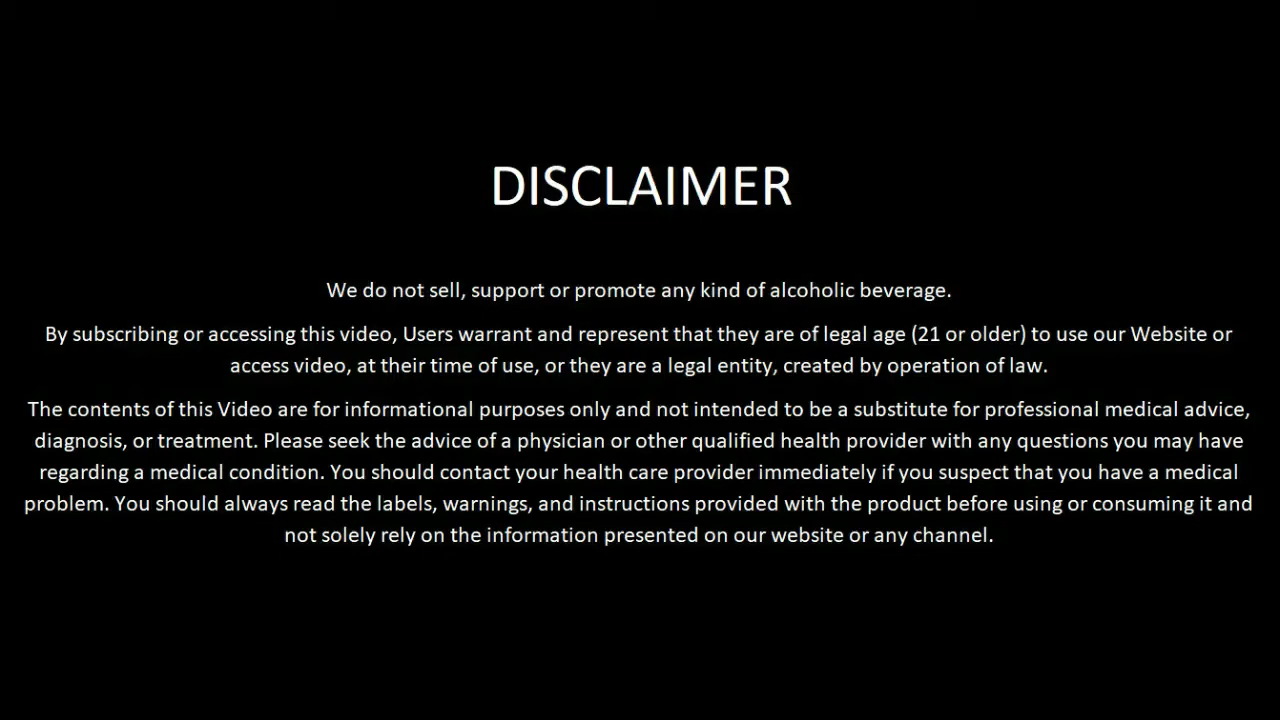 DISCLAIMER
We do not sell, support or promote any kind of alcoholic beverage.
By subscribing or accessing this video, Users warrant and represent that they are of legal age (21 or older) to use our Website or
access video, at their time of use, or they are a legal entity, created by operation of law.
The contents of this Video are for informational purposes only and not intended to be a substitute for professional medical advice,
diagnosis, or treatment. Please seek the advice of a physician or other qualified health provider with any questions you may have
regarding a medical condition. You should contact your health care provider immediately if you suspect that you have a medical
problem. You should always read the labels, warnings, and instructions provided with the product before using or consuming it and
not solely rely on the information presented on our website or any channel.